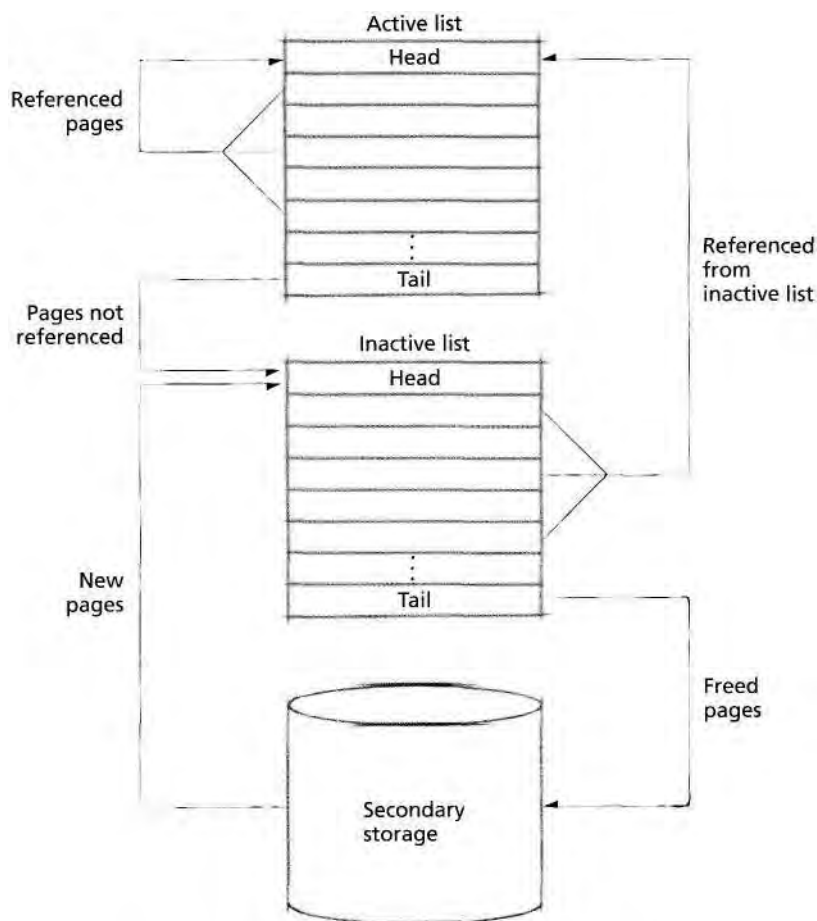 Active list
Head
Referenced
pages
Tail
Referenced
from
inactive list
Pages not
referenced
Inactive list
Head
New
pages
Tail
Freed
pages
Secondary
storage